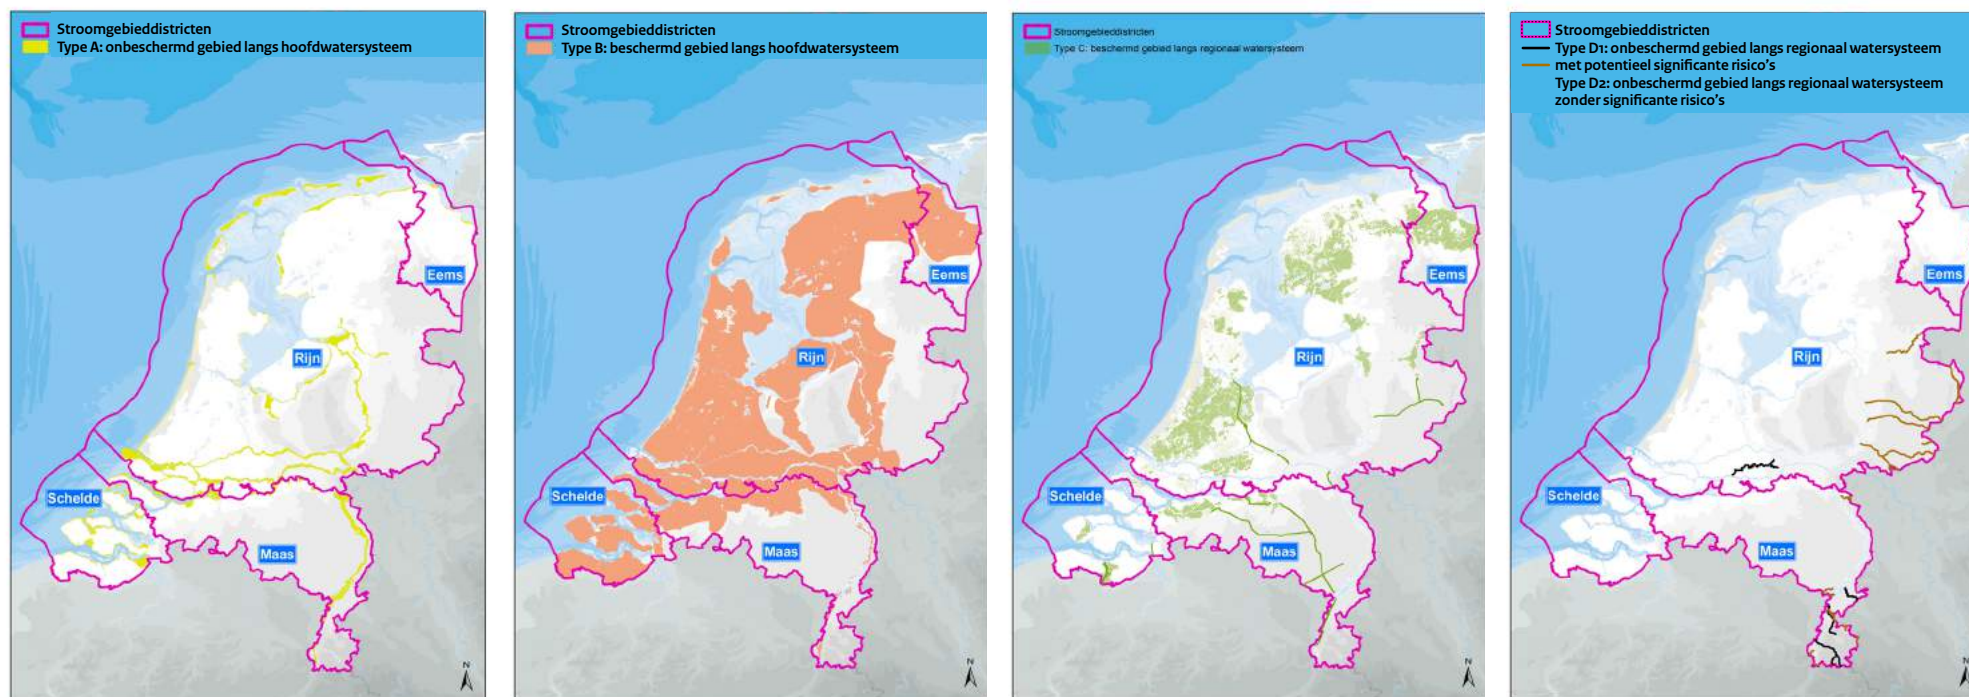 Stroomgebieddistricten
Type A: onbeschermd gebied langs hoofdwatersysteem
Eems
Rijn
Schelde
Maas
N
Stroomgebieddistricten
Type B: beschermd gebied langs hoofdwatersysteem
Eems
Rijn
Schelde
Maas
N
Stroomgebieddistricten
Type C: beschermd gebied langs regionaal watersysteem
Eems
Rijn
Schelde
Maas
N
Stroomgebieddistricten
Type D1: onbeschermd gebied langs regionaal watersysteem
met potentieel significante risico's
Type D2: onbeschermd gebied langs regionaal watersysteem
zonder significante risico's
Eems
Rijn
Schelde
Maas
N